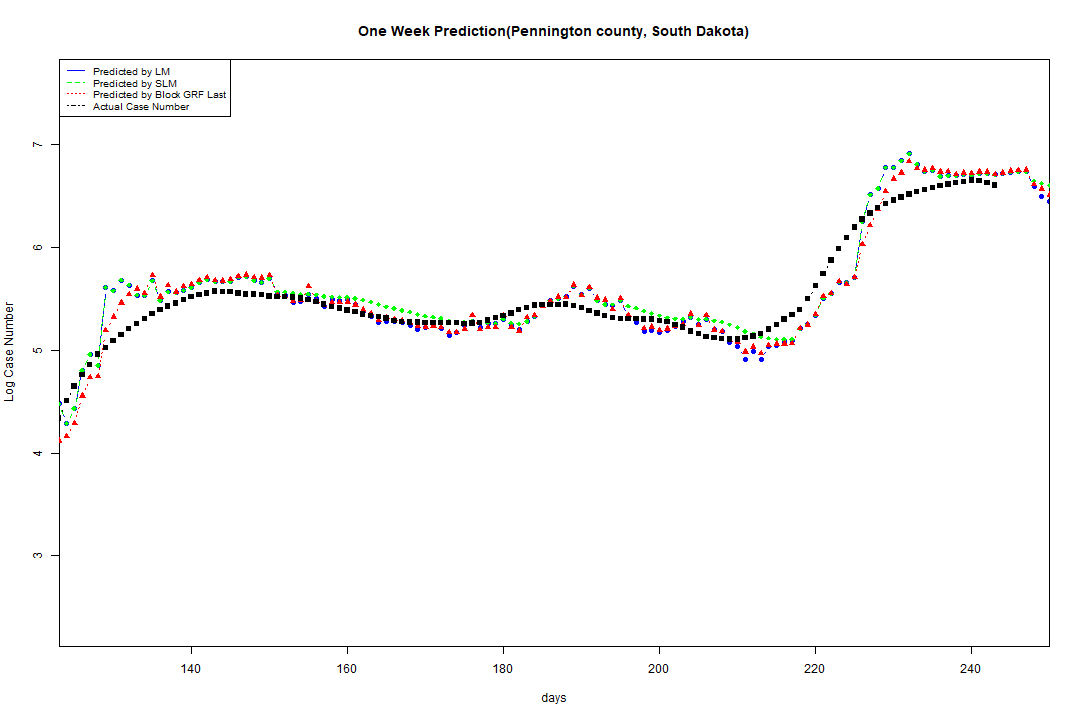 One Week Prediction(Pennington county, South Dakota)
Predicted by LM
Predicted by SLM
Predicted by Block GRF Last
Actual Case Number
Log Case Number
7
6
5
4
3
140 160 180 200 220 240
days